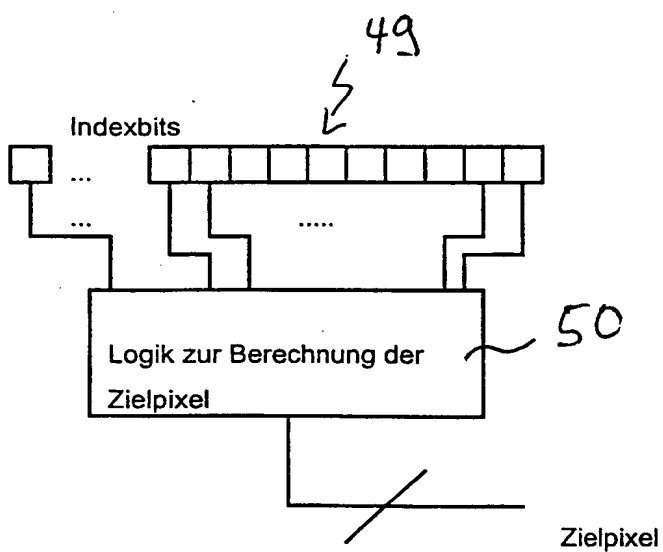 49
Indexbits
...
...
.....
Logik zur Berechnung der
Zielpixel
50
Zielpixel